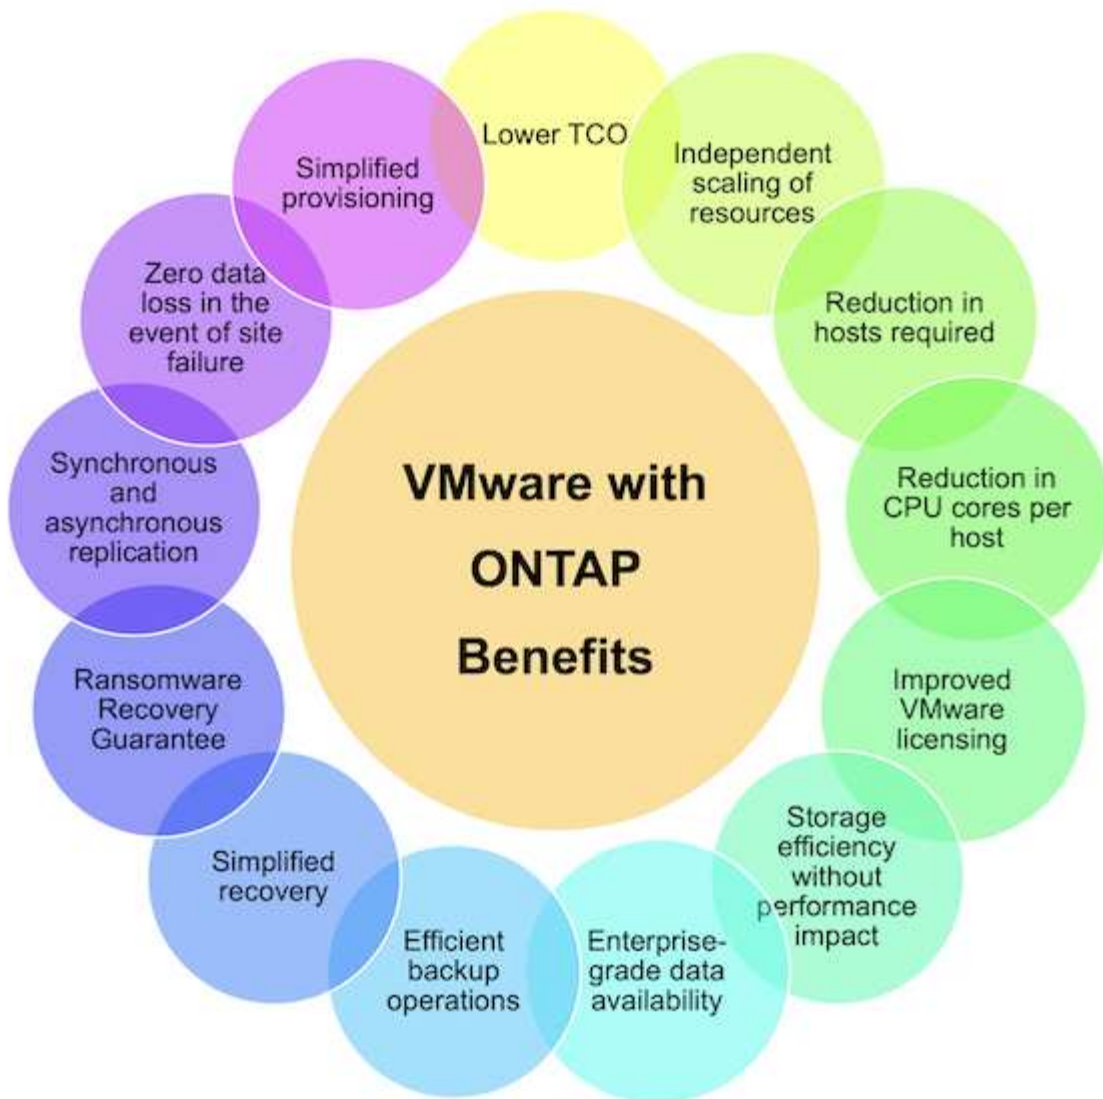 Lower TCO
Independent
scaling of
resources
Reduction in
hosts required
Reduction in
CPU cores per
host
Improved
VMware
licensing
Storage
efficiency
without
performance
impact
Enterprise-
grade data
availability
Efficient
backup
operations
Simplified
recovery
Ransomware
Recovery
Guarantee
Synchronous
and
asynchronous
replication
Zero data
loss in the
event of site
failure
Simplified
provisioning
VMware with
ONTAP
Benefits